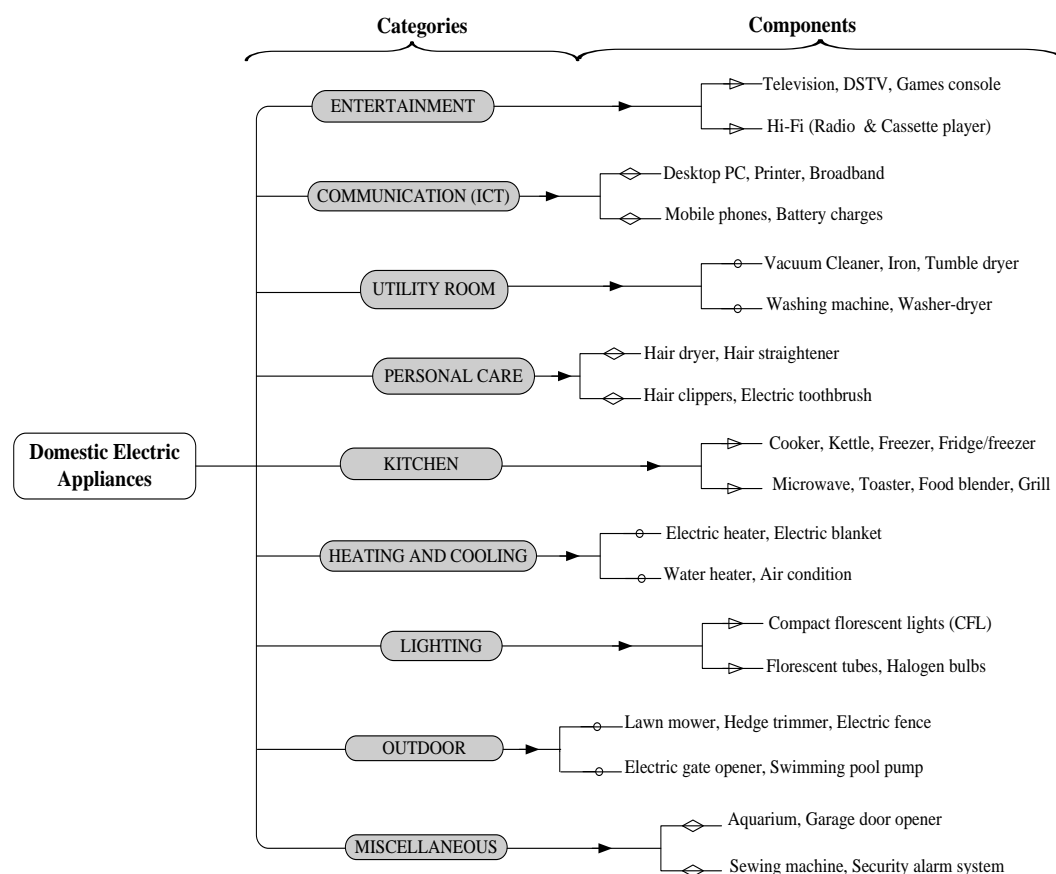 Categories
Components
ENTERTAINMENT
Television, DSTV, Games console
Hi-Fi (Radio & Cassette player)
COMMUNICATION (ICT)
Desktop PC, Printer, Broadband
Mobile phones, Battery charges
UTILITY ROOM
Vacuum Cleaner, Iron, Tumble dryer
Washing machine, Washer-dryer
PERSONAL CARE
Hair dryer, Hair straightener
Hair clippers, Electric toothbrush
Domestic Electric
Appliances
KITCHEN
Cooker, Kettle, Freezer, Fridge/freezer
Microwave, Toaster, Food blender, Grill
HEATING AND COOLING
Electric heater, Electric blanket
Water heater, Air condition
LIGHTING
Compact florescent lights (CFL)
Florescent tubes, Halogen bulbs
OUTDOOR
Lawn mower, Hedge trimmer, Electric fence
Electric gate opener, Swimming pool pump
MISCELLANEOUS
Aquarium, Garage door opener
Sewing machine, Security alarm system